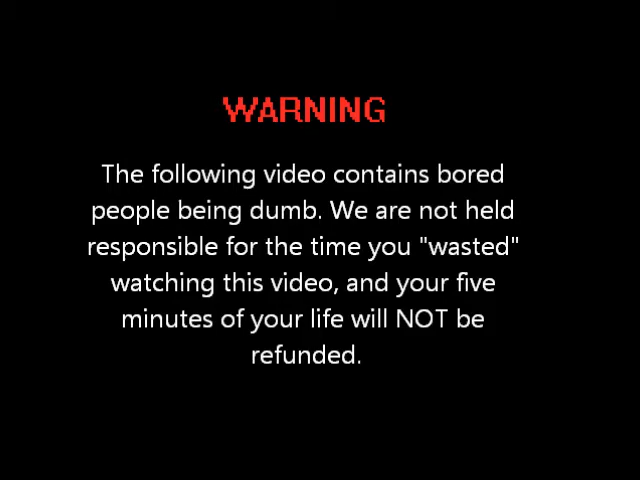 WARNING
The following video contains bored
people being dumb. We are not held
responsible for the time you "wasted"
watching this video, and your five
minutes of your life will NOT be
refunded.